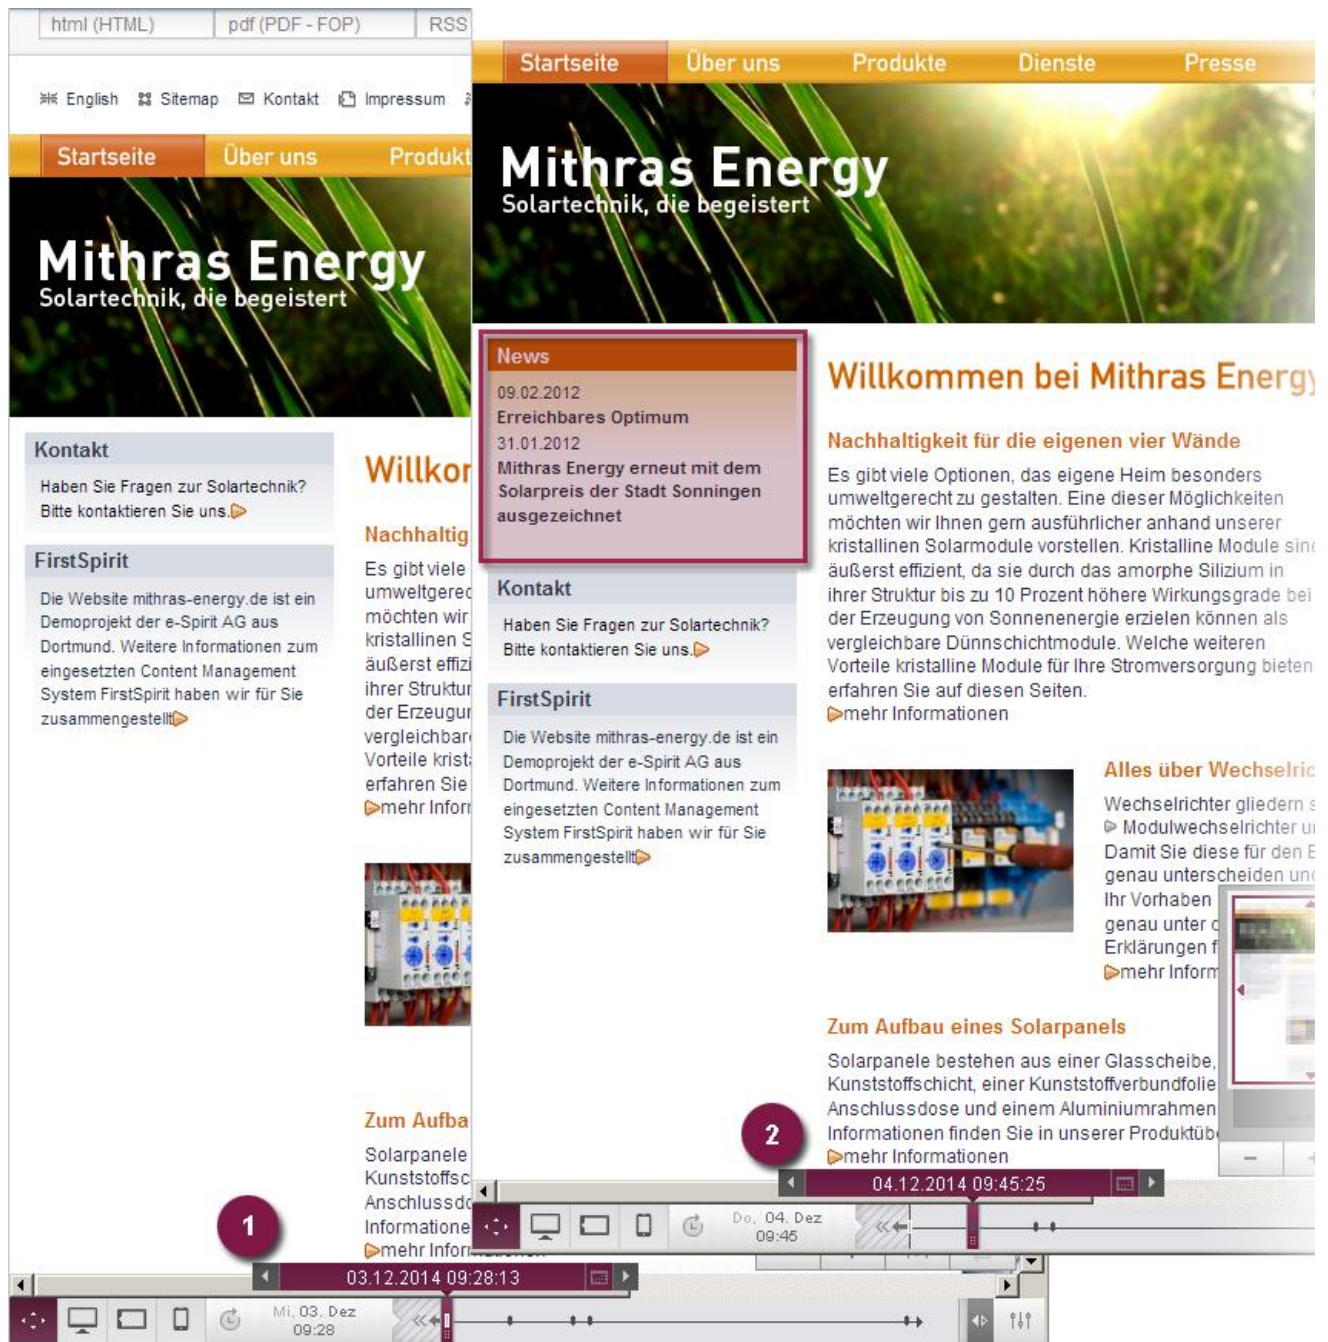 html (HTML)
pdf (PDF - FOP)
RSS
English
Sitemap
Kontakt
Impressum
Startseite
Über uns
Produkt
Mithras Energy
Solartechnik, die begeistert
Kontakt
Haben Sie Fragen zur Solartechnik?
Bitte kontaktieren Sie uns.
FirstSpirit
Die Website mithras-energy.de ist ein
Demoprojekt der e-Spirit AG aus
Dortmund. Weitere Informationen zum
eingesetzten Content Management
System FirstSpirit haben wir für Sie
zusammengestellt
Willkor
Nachhaltig
Es gibt viele
umweltgerec
möchten wir
kristallinen S
äußerst effizi
ihrer Struktur
der Erzeugur
vergleichbar
Vorteile krist
erfahren Sie
mehr Infor
Zum Aufba
Solarpanele
Kunststoffsc
Anschlussdo
Informatione
mehr Infor
1
03.12.2014 09:28:13
Mi, 03. Dez
09:28
Startseite
Über uns
Produkte
Dienste
Presse
Mithras Energy
Solartechnik, die begeistert
News
09.02.2012
Erreichbares Optimum
31.01.2012
Mithras Energy erneut mit dem
Solarpreis der Stadt Sonningen
ausgezeichnet
Kontakt
Haben Sie Fragen zur Solartechnik?
Bitte kontaktieren Sie uns.
FirstSpirit
Die Website mithras-energy.de ist ein
Demoprojekt der e-Spirit AG aus
Dortmund. Weitere Informationen zum
eingesetzten Content Management
System FirstSpirit haben wir für Sie
zusammengestellt
Willkommen bei Mithras Energy
Nachhaltigkeit für die eigenen vier Wände
Es gibt viele Optionen, das eigene Heim besonders
umweltgerecht zu gestalten. Eine dieser Möglichkeiten
möchten wir Ihnen gern ausführlicher anhand unserer
kristallinen Solarmodule vorstellen. Kristalline Module sind
äußerst effizient, da sie durch das amorphe Silizium in
ihrer Struktur bis zu 10 Prozent höhere Wirkungsgrade bei
der Erzeugung von Sonnenenergie erzielen können als
vergleichbare Dünnschichtmodule. Welche weiteren
Vorteile kristalline Module für Ihre Stromversorgung bieten
erfahren Sie auf diesen Seiten.
mehr Informationen
Alles über Wechselric
Wechselrichter gliedern s
Modulwechselrichter u
Damit Sie diese für den E
genau unterscheiden und
Ihr Vorhaben
genau unter d
Erklärungen f
mehr Inform
Zum Aufbau eines Solarpanels
Solarpanele bestehen aus einer Glasscheibe,
Kunststoffschicht, einer Kunststoffverbundfolie
Anschlussdose und einem Aluminiumrahmen
Informationen finden Sie in unserer Produktüb
mehr Informationen
2
04.12.2014 09:45:25
Do, 04. Dez
09:45